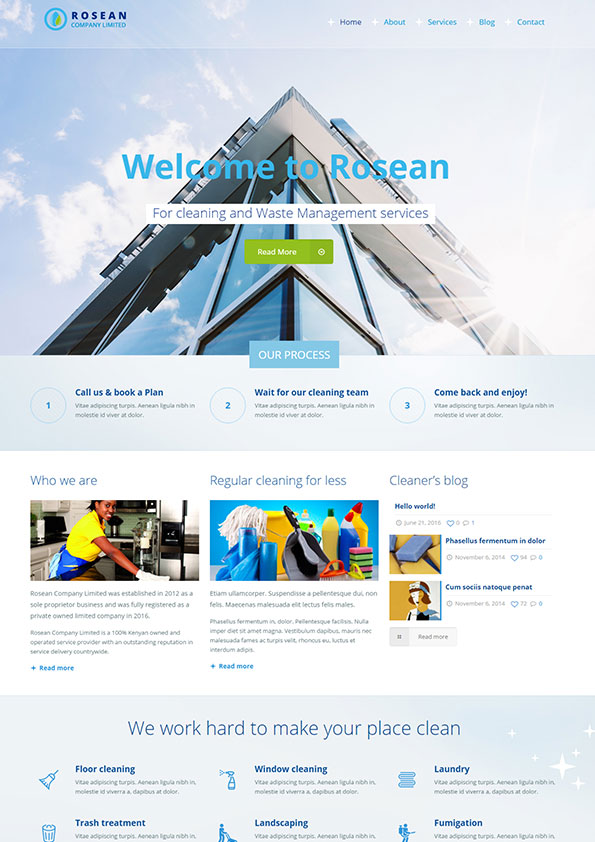 ROSEAN
COMPANY LIMITED
Home
About
Services
Blog
Contact
Welcome to Rosean
For cleaning and Waste Management services
Read More
OUR PROCESS
1
Call us & book a Plan
Vitae adipiscing turpis. Aenean ligula nibh in
molestie id viverra at dolor.
2
Wait for our cleaning team
Vitae adipiscing turpis. Aenean ligula nibh in
molestie id viver at dolor.
3
Come back and enjoy!
Vitae adipiscing turpis. Aenean ligula nibh in
molestie id viver at dolor.
Who we are
Rosean Company Limited was established in 2012 as a
sole proprietor business and was fully registered as a
private owned limited company in 2016.
Rosean Company Limited is a 100% Kenyan owned and
operated service provider with an outstanding reputation in
service delivery countrywide.
+ Read more
Regular cleaning for less
Etiam ullamcorper. Suspendisse a pellentesque dui, non
felis. Maecenas malesuada elit lectus felis males.
Phasellus fermentum in, dolor. Pellentesque facilisis. Nulla
imper diet sit amet magna. Vestibulum dapibus, mauris nec
malesuada fames ac turpis velit, rhoncus eu, luctus et
interdum adipis.
+ Read more
Cleaner's blog
Hello world!
June 21, 2016 0 1
Phasellus fermentum in dolor
November 6, 2014 94 0
Cum sociis natoque penat
November 6, 2014 72 0
Read more
We work hard to make your place clean
Floor cleaning
Vitae adipiscing turpis. Aenean ligula nibh in,
molestie id viverra a, dapibus at dolor.
Window cleaning
Vitae adipiscing turpis. Aenean ligula nibh in,
molestie id viverra a, dapibus at dolor.
Laundry
Vitae adipiscing turpis. Aenean ligula nibh in,
molestie id viverra a, dapibus at dolor.
Trash treatment
Vitae adipiscing turpis. Aenean ligula nibh in,
Landscaping
Vitae adipiscing turpis. Aenean ligula nibh in,
Fumigation
Vitae adipiscing turpis. Aenean ligula nibh in,